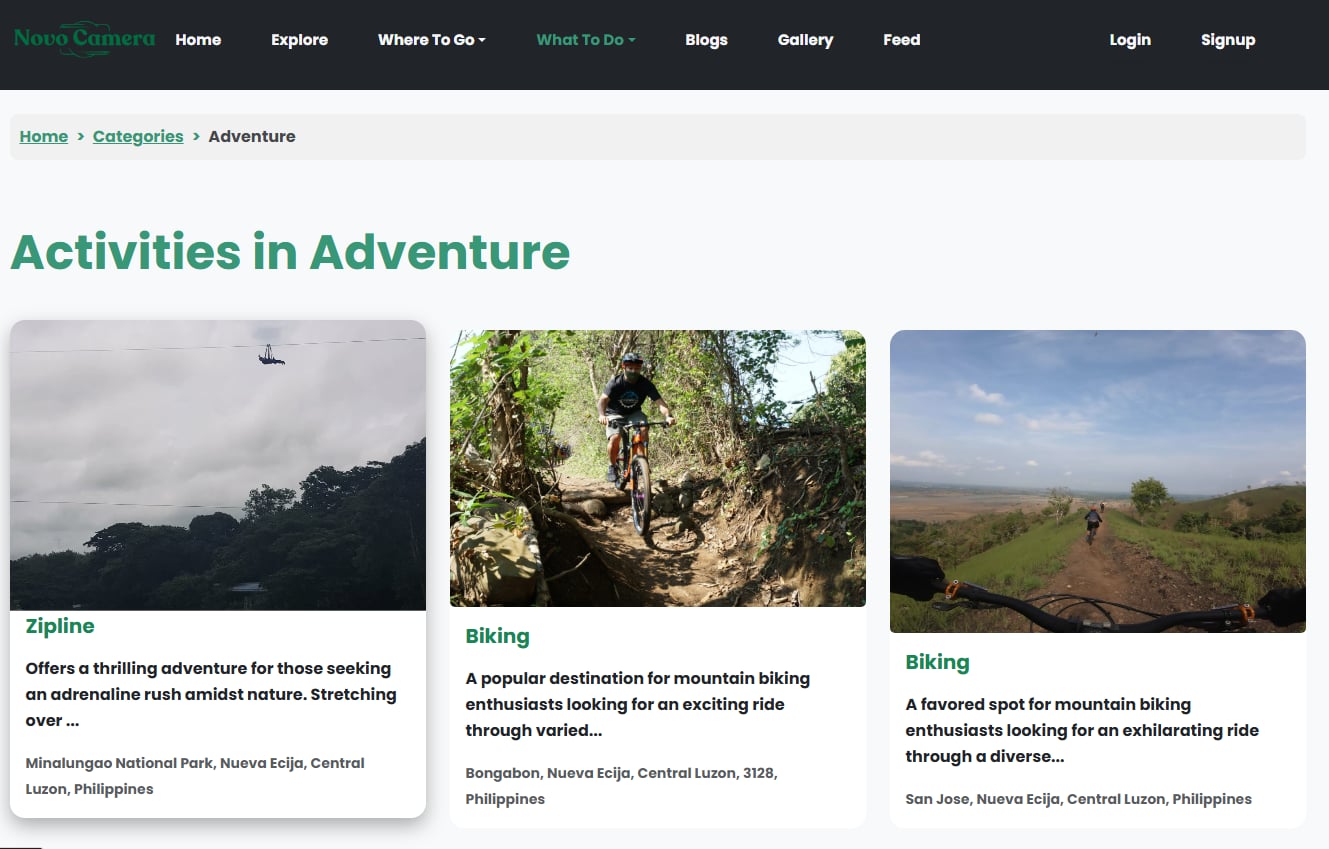 Novo Camera Home Explore Where To Go What To Do Blogs Gallery Feed Login Signup
Home > Categories > Adventure
Activities in Adventure
Zipline
Offers a thrilling adventure for those seeking
an adrenaline rush amidst nature. Stretching
over ...
Minalungao National Park, Nueva Ecija, Central
Luzon, Philippines
Biking
A popular destination for mountain biking
enthusiasts looking for an exciting ride
through varied...
Bongabon, Nueva Ecija, Central Luzon, 3128,
Philippines
Biking
A favored spot for mountain biking
enthusiasts looking for an exhilarating ride
through a diverse...
San Jose, Nueva Ecija, Central Luzon, Philippines